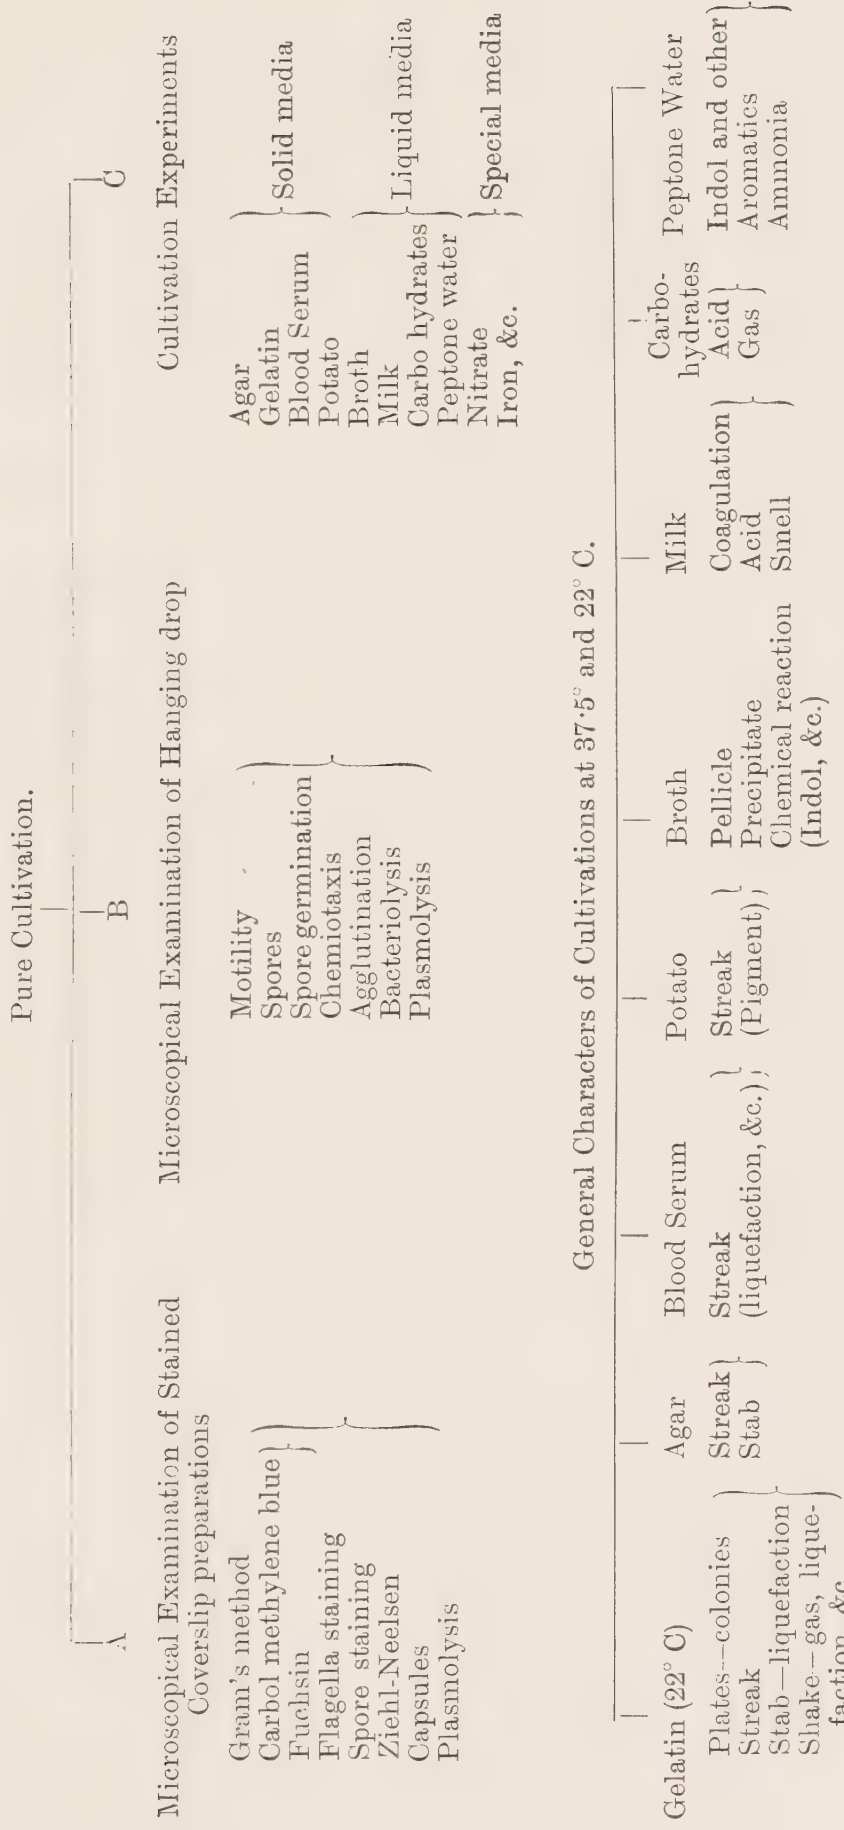 Pure Cultivation.
A
B
C
Microscopical Examination of Stained
Coverslip preparations
Gram's method
Carbol methylene blue
Fuchsin
Flagella staining
Spore staining
Ziehl-Neelsen
Capsules
Plasmolysis
Microscopical Examination of Hanging drop
Motility
Spores
Spore germination
Chemiotaxis
Agglutination
Bacteriolysis
Plasmolysis
Cultivation Experiments
Agar
Gelatin
Blood Serum
Potato
Solid media
Broth
Milk
Carbo hydrates
Peptone water
Liquid media
Nitrate
Iron, &c.
Special media
General Characters of Cultivations at 37·5° and 22° C.
Gelatin (22° C)
Plates—colonies
Streak
Stab—liquefaction
Shake—gas, lique-
faction, &c
Agar
Streak
Stab
Blood Serum
Streak
(liquefaction, &c.)
Potato
Streak
(Pigment)
Broth
Pellicle
Precipitate
Chemical reaction
(Indol, &c.)
Milk
Coagulation
Acid
Smell
Carbo-
hydrates
Acid
Gas
Peptone Water
Indol and other
Aromatics
Ammonia